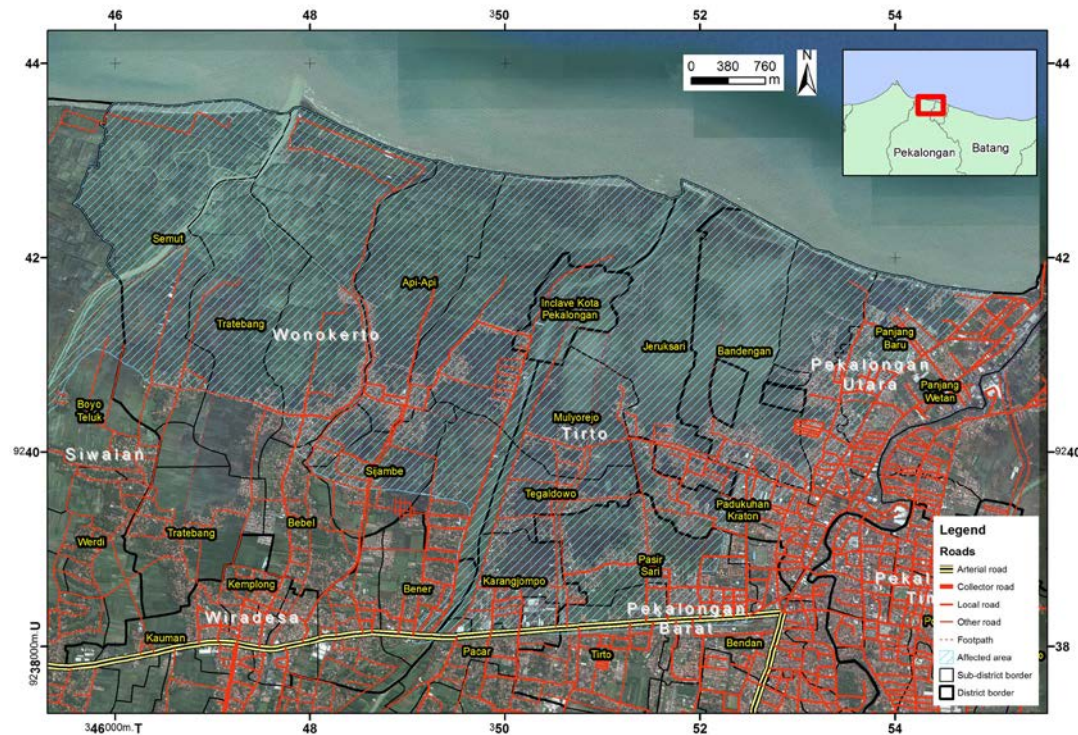 46
48
350
52
54
44
44
0 380 760
m
N
Pekalongan
Batang
42
42
Semut
Api-Api
Inclave Kota
Pekalongan
Tratebang
Wonokerto
Jeruksari
Bandengan
Panjang
Baru
Pekalongan
Utara
Panjang
Wetan
Boyo
Teluk
Mulyorejo
Tirto
9240
9240
Siwalan
Sijambe
Tegaldowo
Padukuhan
Kraton
Werdi
Tratebang
Bebel
Pasir
Sari
Kemplong
Bener
Karangjompo
Wiradesa
Pekalongan
Barat
Kauman
Pacar
Tirto
Bendan
Legend
Roads
Arterial road
Collector road
Local road
Other road
Footpath
Affected area
Sub-district border
District border
9238000m. U
38
346000m. T
48
350
52
54